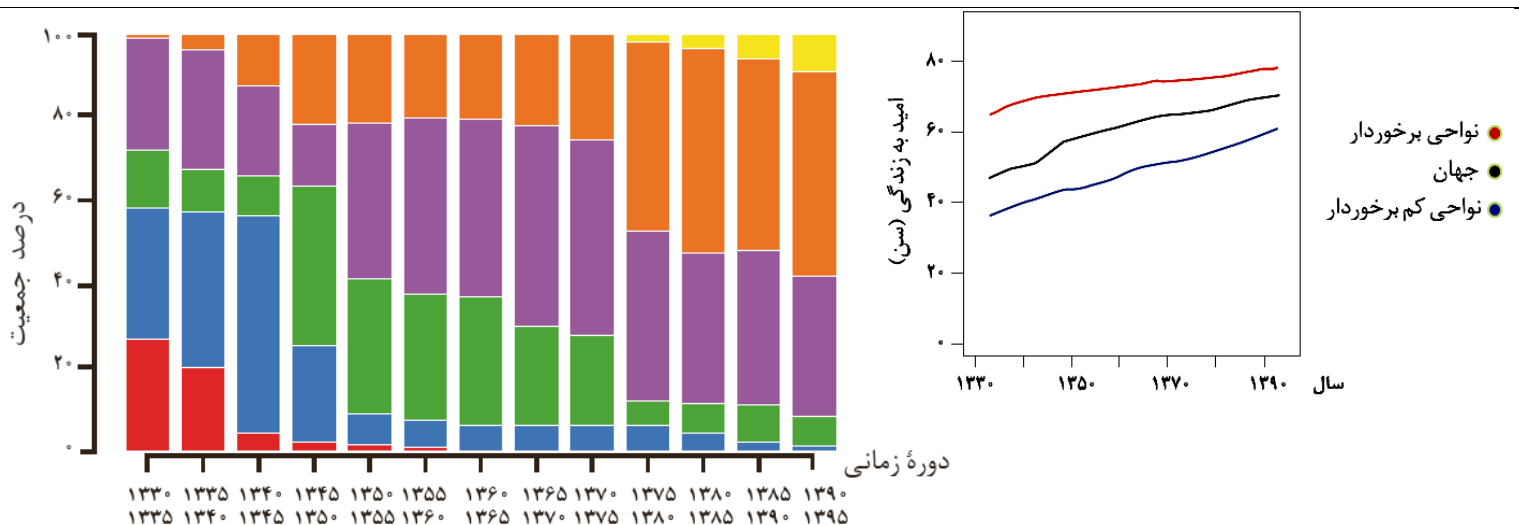 درصد جمعیت
۱۰۰
۸۰
۶۰
۴۰
۲۰
۰
۱۳۳۰ ۱۳۳۵ ۱۳۴۰ ۱۳۴۵ ۱۳۵۰ ۱۳۵۵ ۱۳۶۰ ۱۳۶۵ ۱۳۷۰ ۱۳۷۵ ۱۳۸۰ ۱۳۸۵ ۱۳۹۰
۱۳۳۵ ۱۳۴۰ ۱۳۴۵ ۱۳۵۰ ۱۳۵۵ ۱۳۶۰ ۱۳۶۵ ۱۳۷۰ ۱۳۷۵ ۱۳۸۰ ۱۳۸۵ ۱۳۹۰ ۱۳۹۵
دورهٔ زمانی
امید به زندگی (سن)
۸۰
۶۰
۴۰
۲۰
۰
۱۳۳۰ ۱۳۵۰ ۱۳۷۰ ۱۳۹۰
سال
نواحی برخوردار
جهان
نواحی کم برخوردار